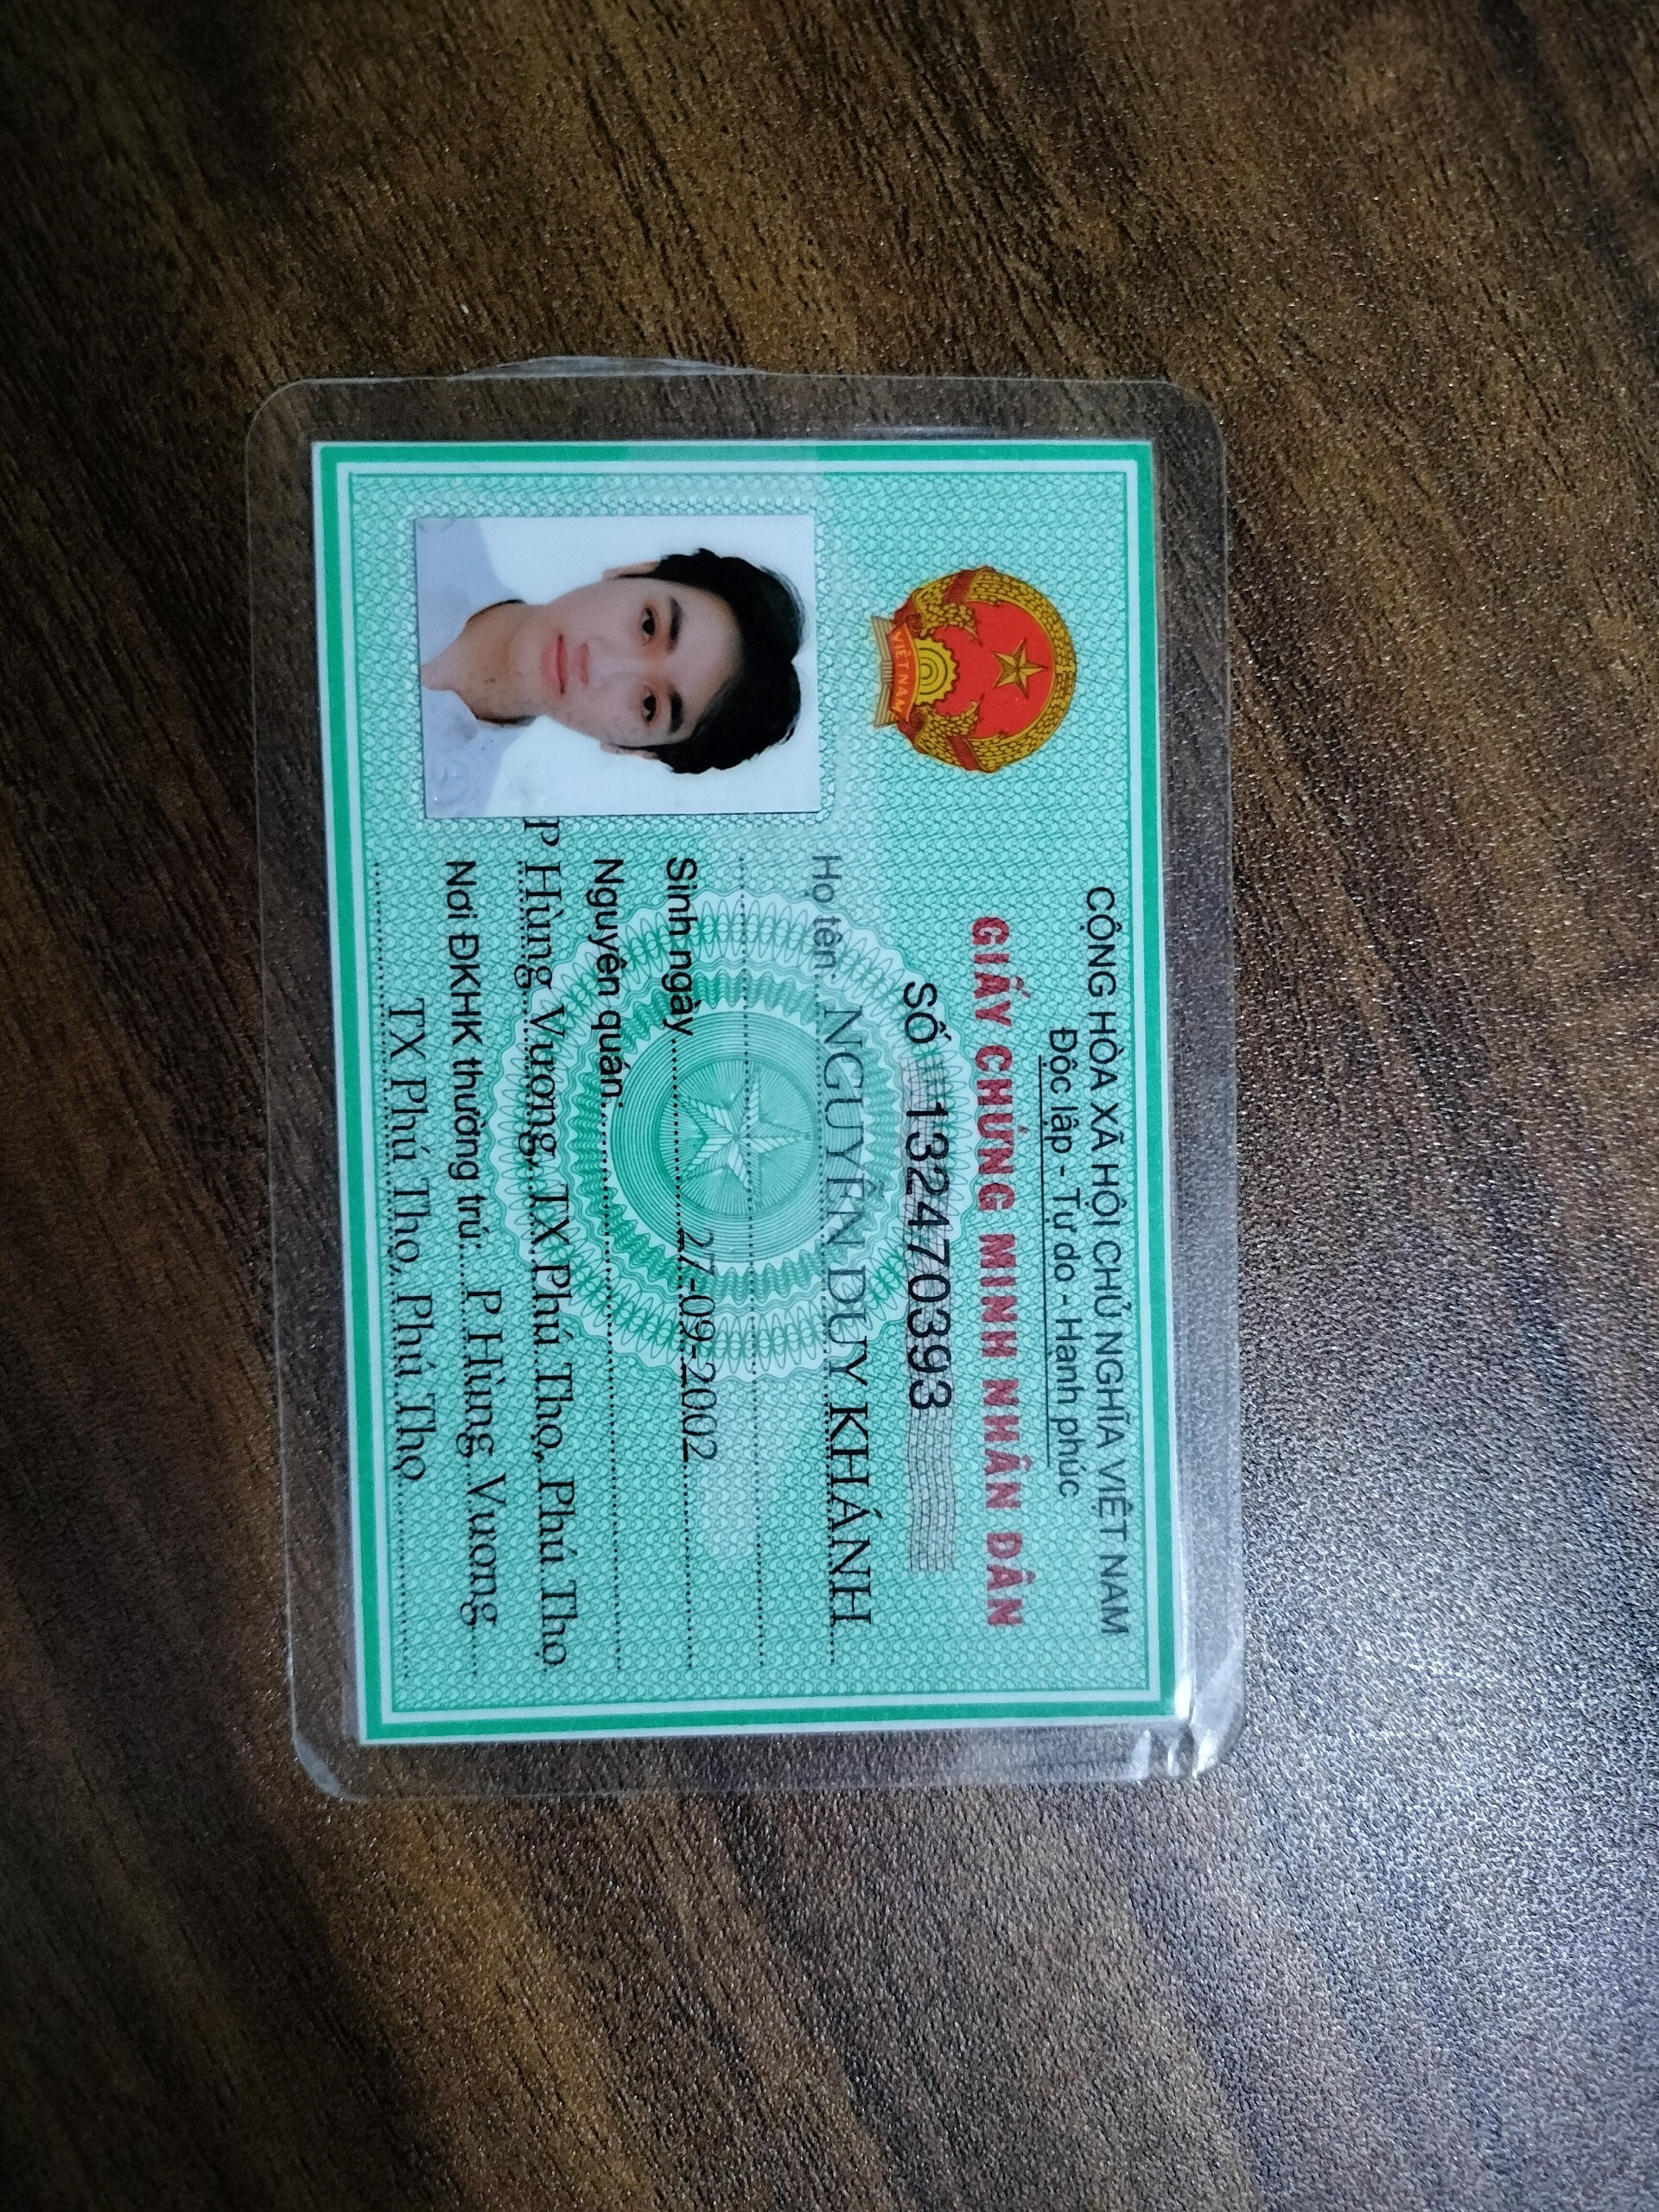 CỘNG HÒA XÃ HỘI CHỦ NGHĨA VIỆT NAM
Độc lập - Tự do - Hạnh phúc
GIẤY CHỨNG MINH NHÂN DÂN
SỐ 132470393
Họ tên: NGUYỄN DUY KHÁNH
Sinh ngày 27-09-2002
Nguyên quán:
P Hùng Vương, TX Phú Thọ, Phú Thọ
Nơi ĐKHK thường trú: P Hùng Vương
TX Phú Thọ, Phú Thọ
VIỆT NAM